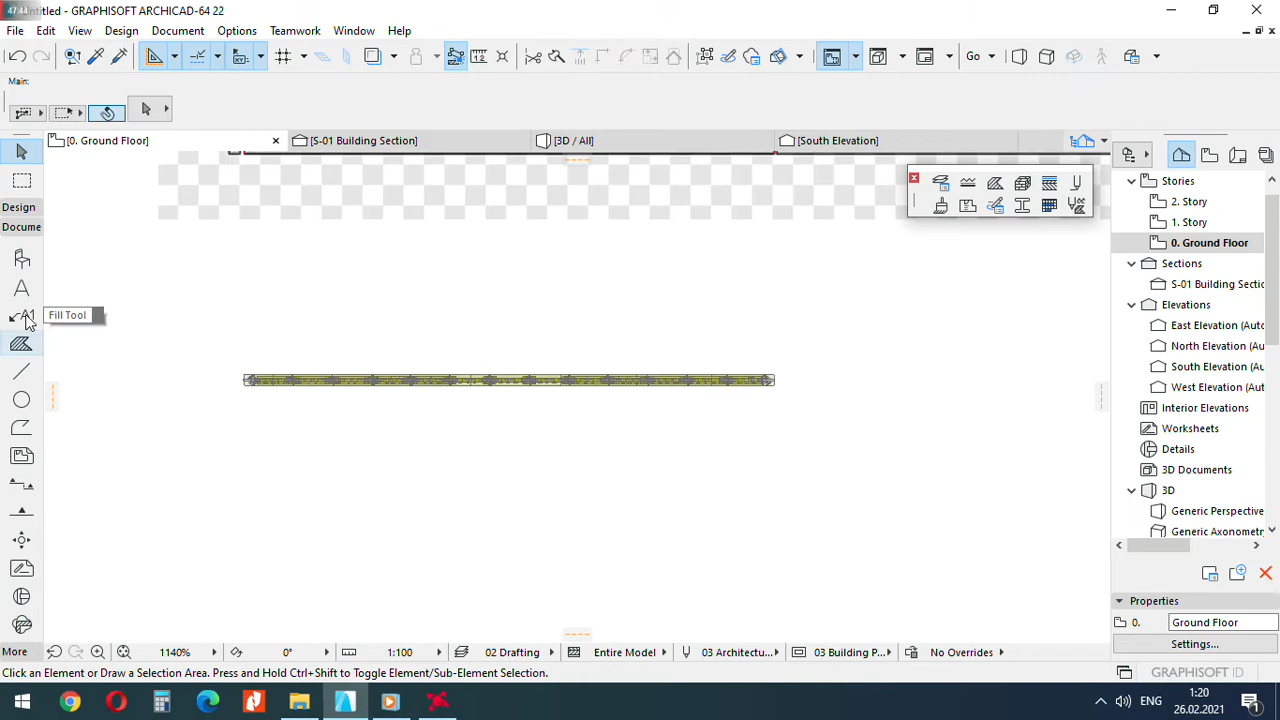 47:44
Untitled - GRAPHISOFT ARCHICAD-64 22
File Edit View Design Document Options Teamwork Window Help
Go
Main:
[0. Ground Floor]
[S-01 Building Section]
[3D / All]
[South Elevation]
Design
Docume
Fill Tool
More
Stories
2. Story
1. Story
0. Ground Floor
Sections
S-01 Building Sectio
Elevations
East Elevation (Aut
North Elevation (Au
South Elevation (Au
West Elevation (Aut
Interior Elevations
Worksheets
Details
3D Documents
3D
Generic Perspective
Generic Axonometr
Properties
0. Ground Floor
Settings...
1140% 0° 1:100 02 Drafting Entire Model 03 Architectu... 03 Building P... No Overrides
Click an Element or Draw a Selection Area. Press and Hold Ctrl+Shift to Toggle Element/Sub-Element Selection.
GRAPHISOFT ID
ENG
1:20
26.02.2021